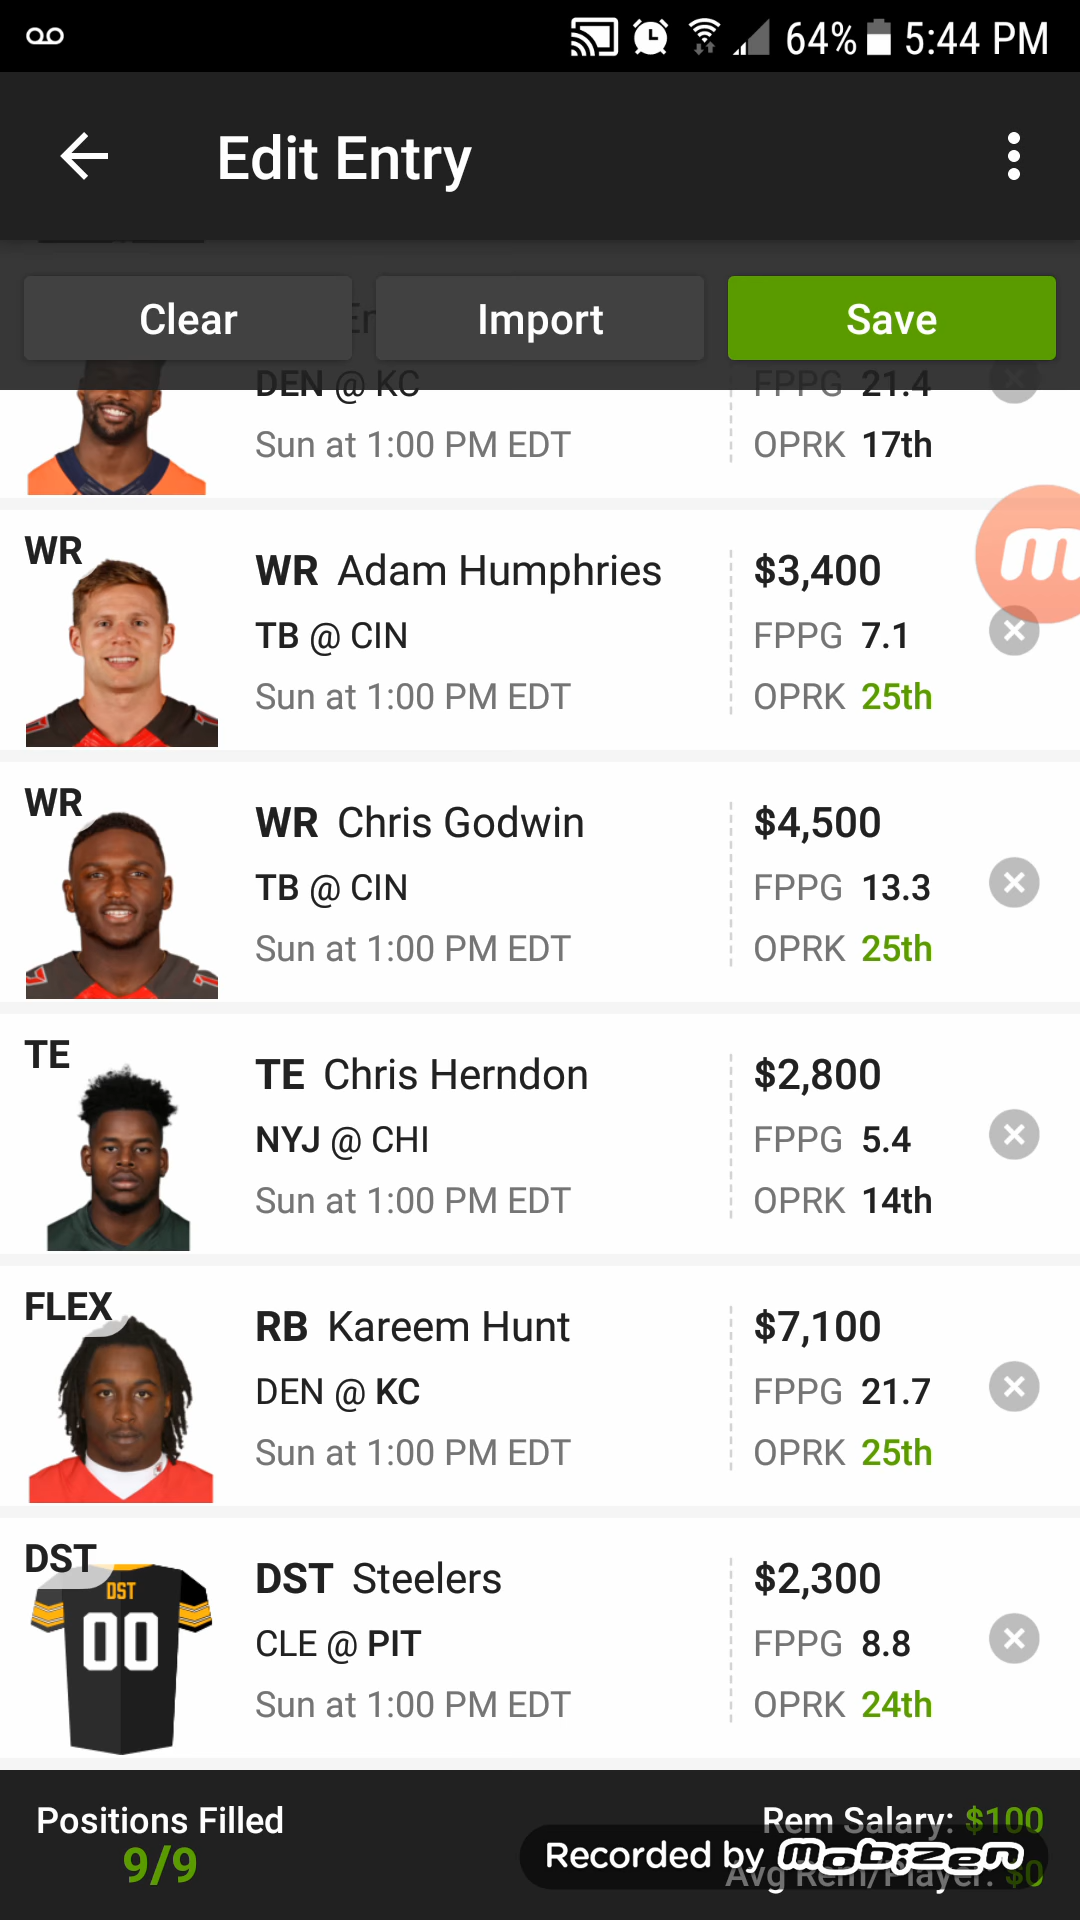 64% 5:44 PM
Edit Entry
Clear
Import
Save
DEN @ KC
FPPG 21.4
Sun at 1:00 PM EDT
OPRK 17th
WR
WR Adam Humphries
$3,400
TB @ CIN
FPPG 7.1
Sun at 1:00 PM EDT
OPRK 25th
WR
WR Chris Godwin
$4,500
TB @ CIN
FPPG 13.3
Sun at 1:00 PM EDT
OPRK 25th
TE
TE Chris Herndon
$2,800
NYJ @ CHI
FPPG 5.4
Sun at 1:00 PM EDT
OPRK 14th
FLEX
RB Kareem Hunt
$7,100
DEN @ KC
FPPG 21.7
Sun at 1:00 PM EDT
OPRK 25th
DST
DST
00
DST Steelers
$2,300
CLE @ PIT
FPPG 8.8
Sun at 1:00 PM EDT
OPRK 24th
Positions Filled
9/9
Rem Salary: $100
Avg Rem/Player: $0
Recorded by Mobizen